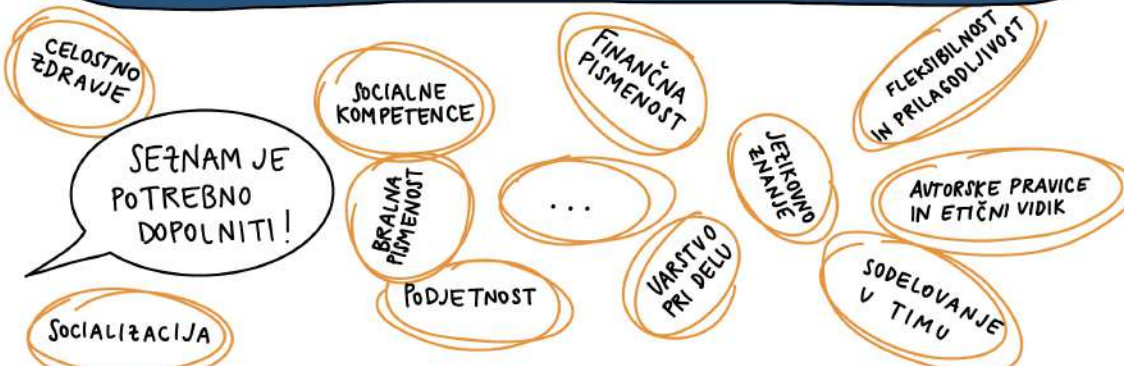 CELOSTNO
ZDRAVJE
SOCIALNE
KOMPETENCE
FINANČNA
PISMENOST
FLEKSIBILNOST
IN PRILAGODLJIVOST
SEZNAM JE
POTREBNO
DOPOLNITI!
BRALNA
PISMENOST
...
JEZIKOVNO
ZNANJE
AVTORSKE PRAVICE
IN ETIČNI VIDIK
PODJETNOST
VARSTVO
PRI DELU
SODELOVANJE
V TIMU
SOCIALIZACIJA